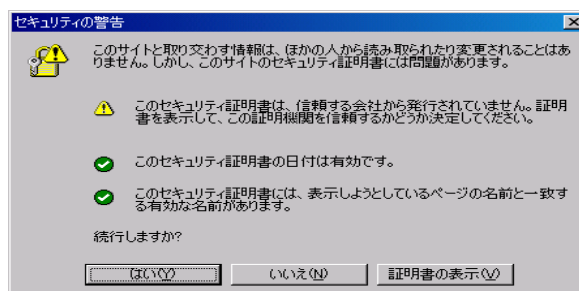 セキュリティの警告
このサイトと取り交わす情報は、ほかの人から読み取られたり変更されることはあ
りません。しかし、このサイトのセキュリティ証明書には問題があります。
このセキュリティ証明書は、信頼する会社から発行されていません。証明
書を表示して、この証明機関を信頼するかどうか決定してください。
このセキュリティ証明書の日付は有効です。
このセキュリティ証明書には、表示しようとしているページの名前と一致す
る有効な名前があります。
続行しますか?
はい(Y)
いいえ(N)
証明書の表示(V)